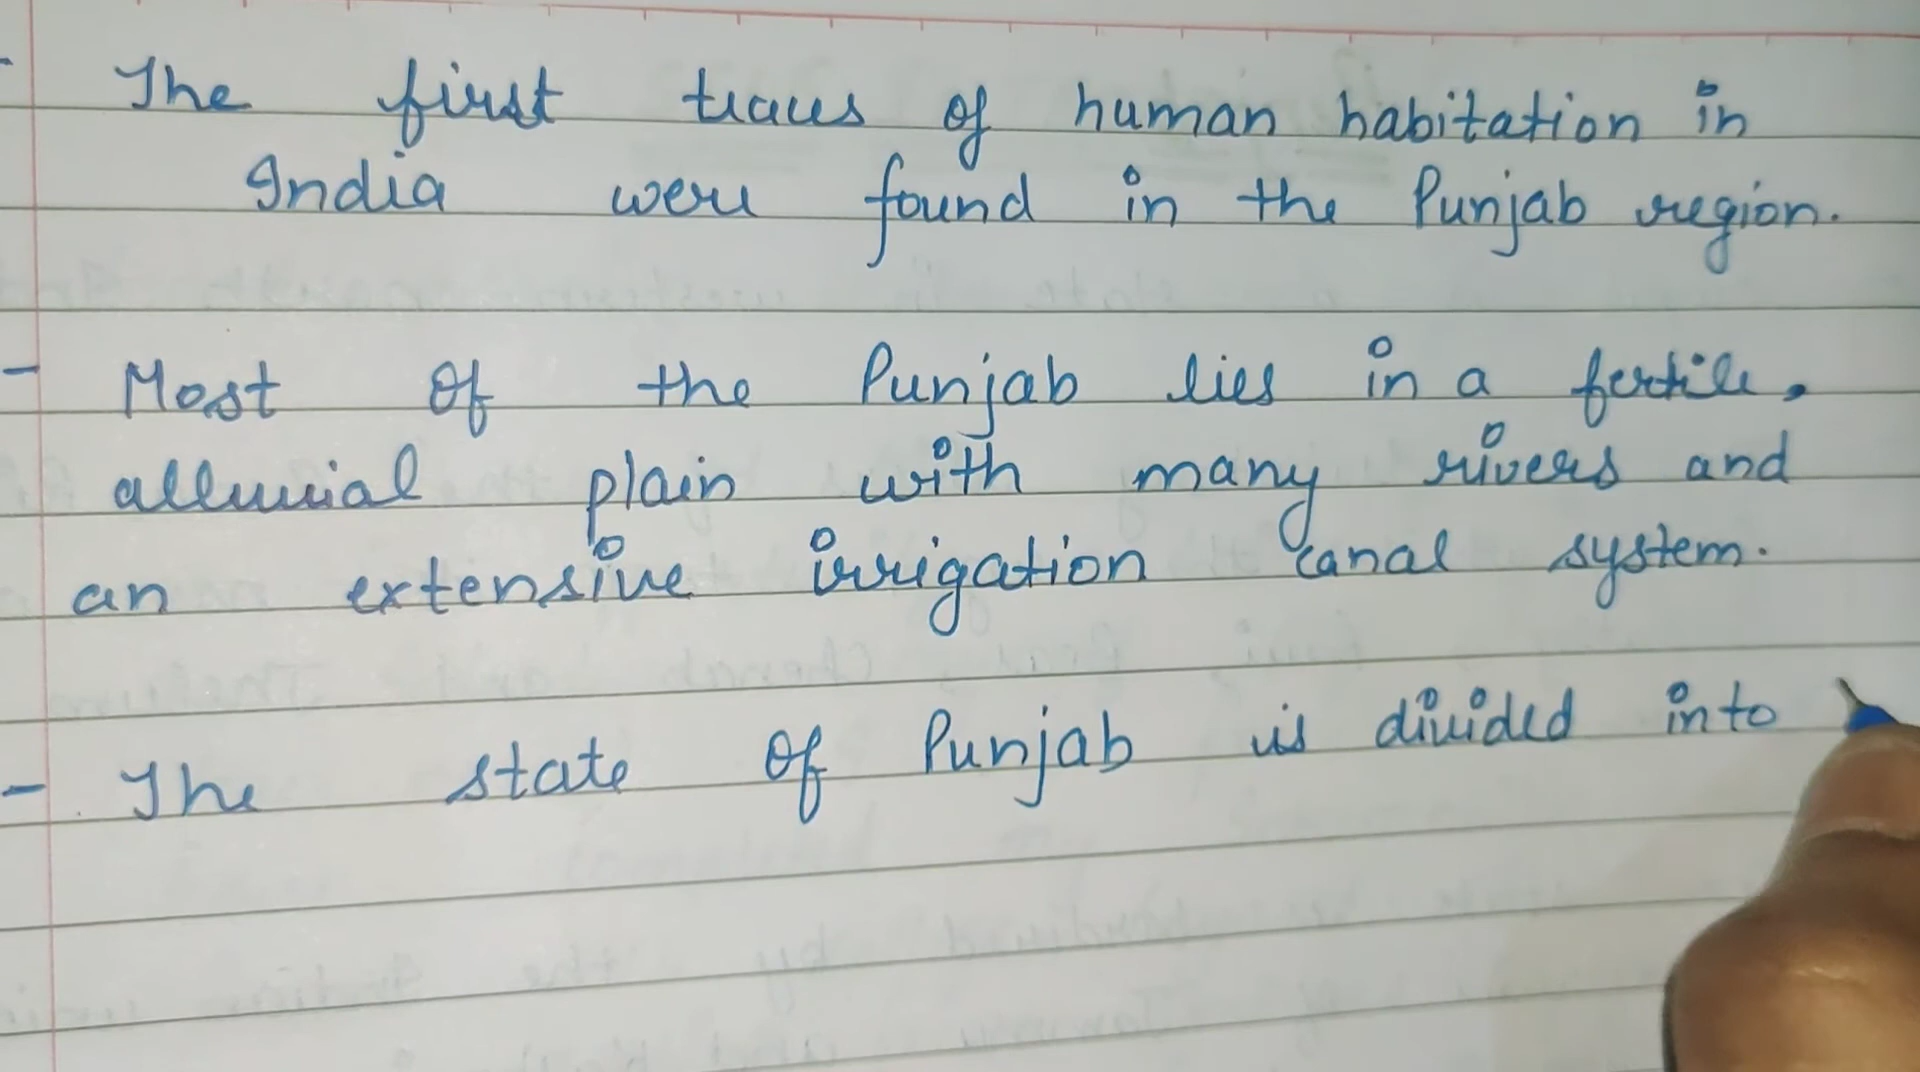 - The first traces of human habitation in
India were found in the Punjab region.
- Most of the Punjab lies in a fertile,
alluvial plain with many rivers and
an extensive irrigation canal system.
- The state of Punjab is divided into